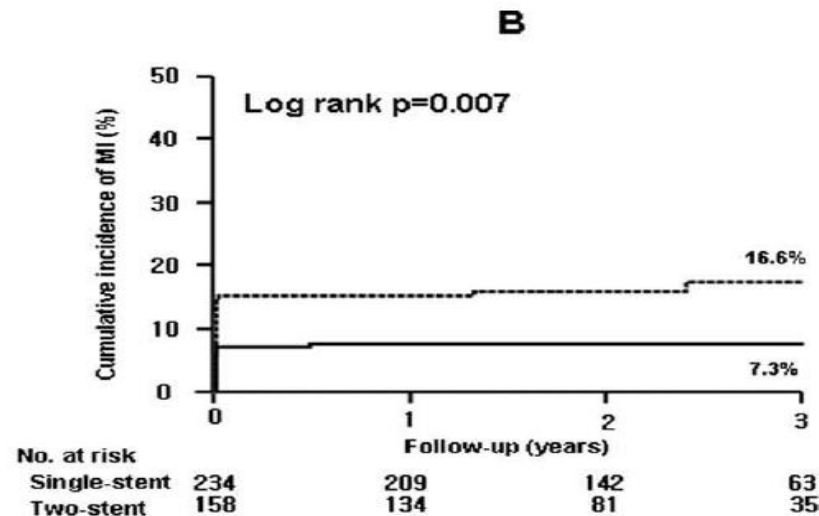 B
Log rank p=0.007
Cumulative incidence of MI (%)
50
40
30
20
10
0
16.6%
7.3%
0 1 2 3
Follow-up (years)
No. at risk
Single-stent 234 209 142 63
Two-stent 158 134 81 35